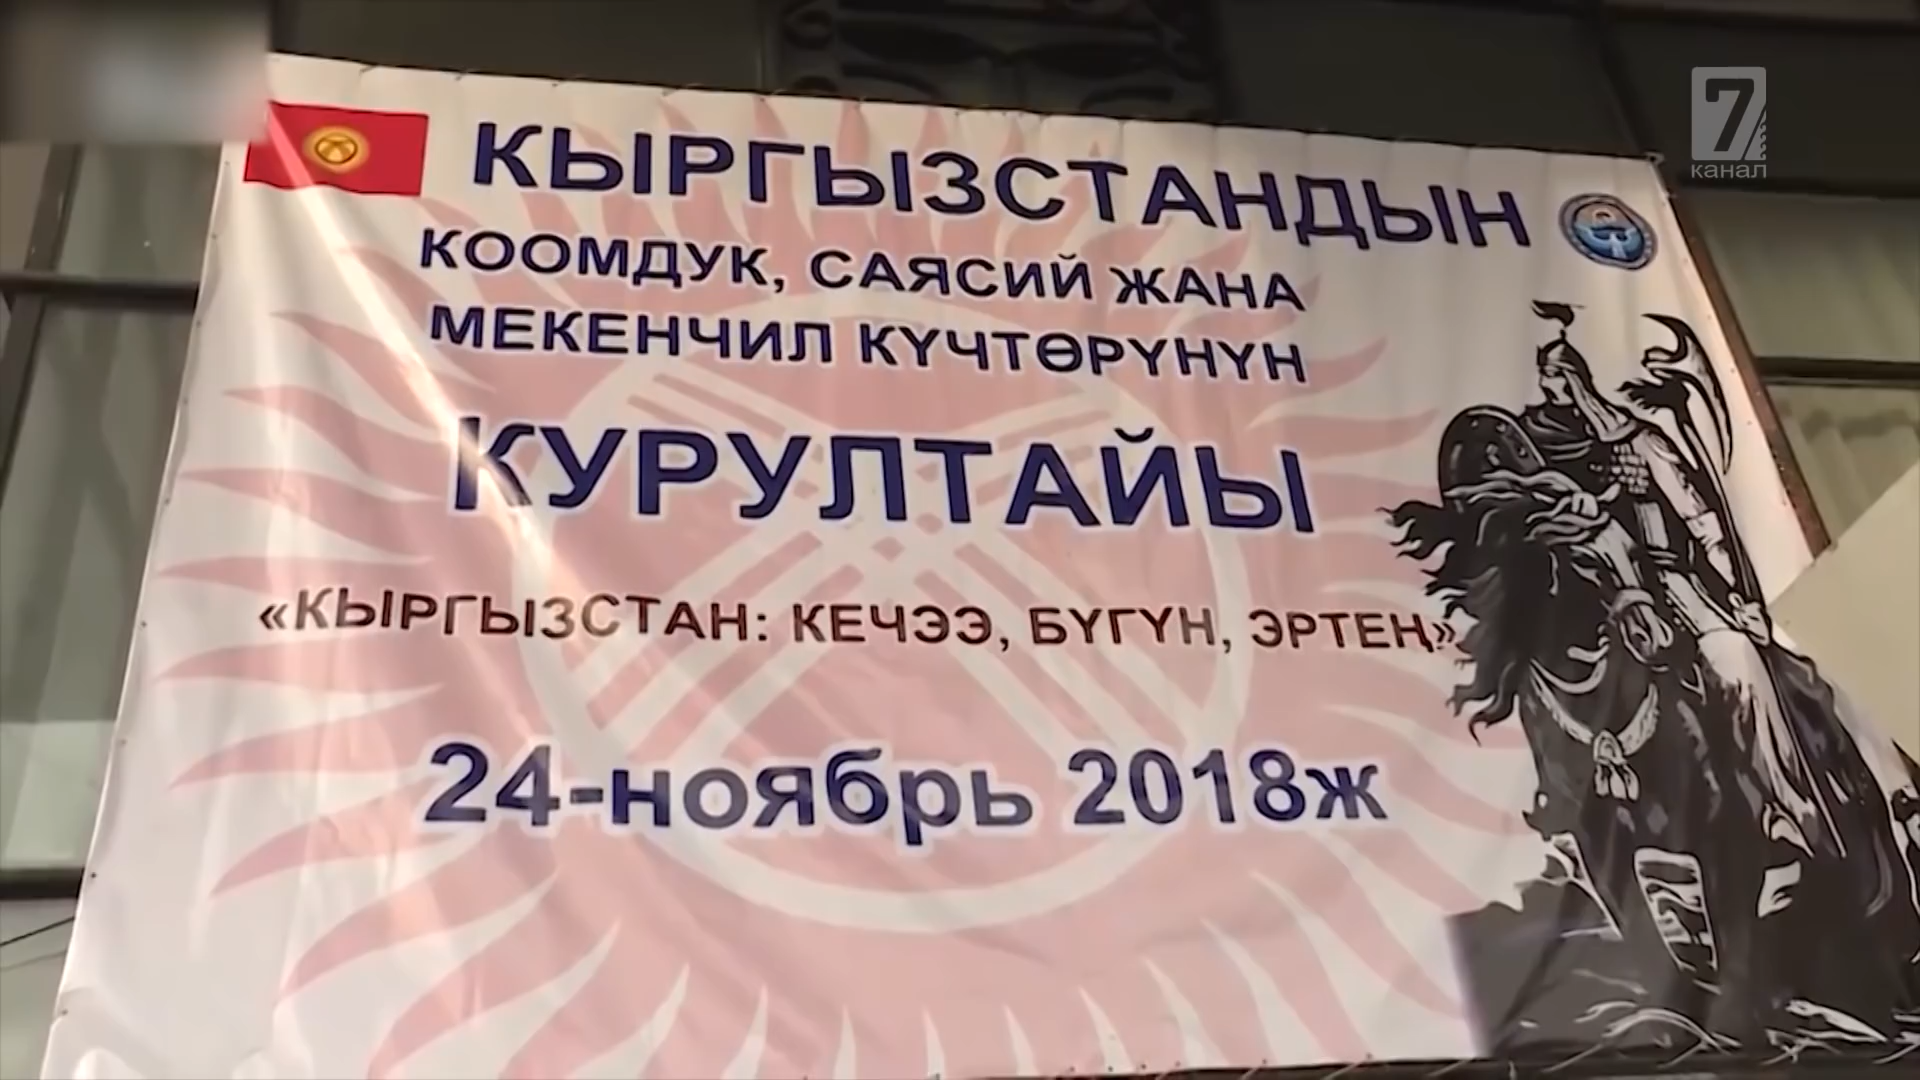 7
канал
КЫРГЫЗСТАНДЫН
КООМДУК, САЯСИЙ ЖАНА
МЕКЕНЧИЛ КҮЧТӨРҮНҮН
КУРУЛТАЙЫ
«КЫРГЫЗСТАН: КЕЧЭЭ, БҮГҮН, ЭРТЕҢ»
24-ноябрь 2018ж